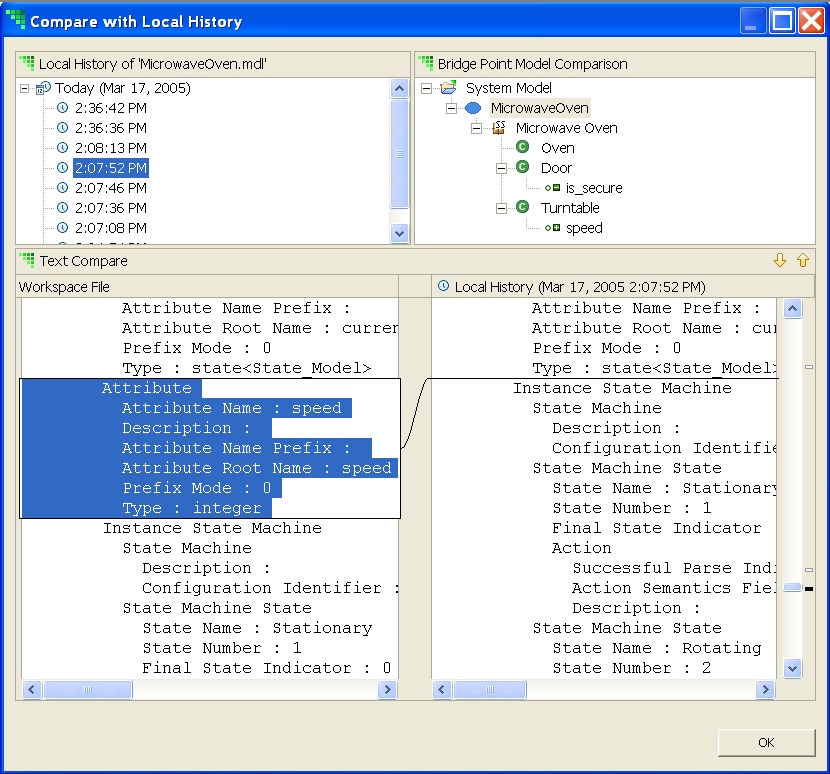 Compare with Local History
Local History of 'MicrowaveOven.mdl'
Today (Mar 17, 2005)
2:36:42 PM
2:36:36 PM
2:08:13 PM
2:07:52 PM
2:07:46 PM
2:07:36 PM
2:07:08 PM
Bridge Point Model Comparison
System Model
MicrowaveOven
Microwave Oven
Oven
Door
is_secure
Turntable
speed
Text Compare
Workspace File
Attribute Name Prefix :
Attribute Root Name : curren
Prefix Mode : 0
Type : state<State_Model>
Attribute
Attribute Name : speed
Description :
Attribute Name Prefix :
Attribute Root Name : speed
Prefix Mode : 0
Type : integer
Instance State Machine
State Machine
Description :
Configuration Identifier :
State Machine State
State Name : Stationary
State Number : 1
Final State Indicator : 0
Local History (Mar 17, 2005 2:07:52 PM)
Attribute Name Prefix :
Attribute Root Name : cur
Prefix Mode : 0
Type : state<State_Model>
Instance State Machine
State Machine
Description :
Configuration Identifie
State Machine State
State Name : Stationary
State Number : 1
Final State Indicator
Action
Successful Parse Indi
Action Semantics Fiel
Description :
State Machine State
State Name : Rotating
State Number : 2
OK